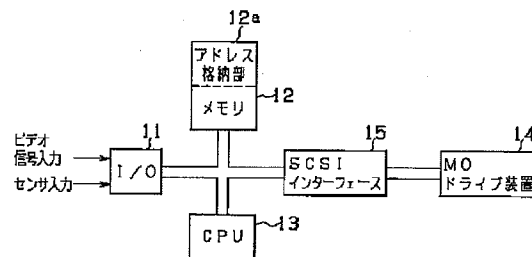 12a
アドレス
格納部
メモリ
12
ビデオ
信号入力
センサ入力
11
I/O
15
SCSI
インターフェース
14
MO
ドライブ装置
13
CPU